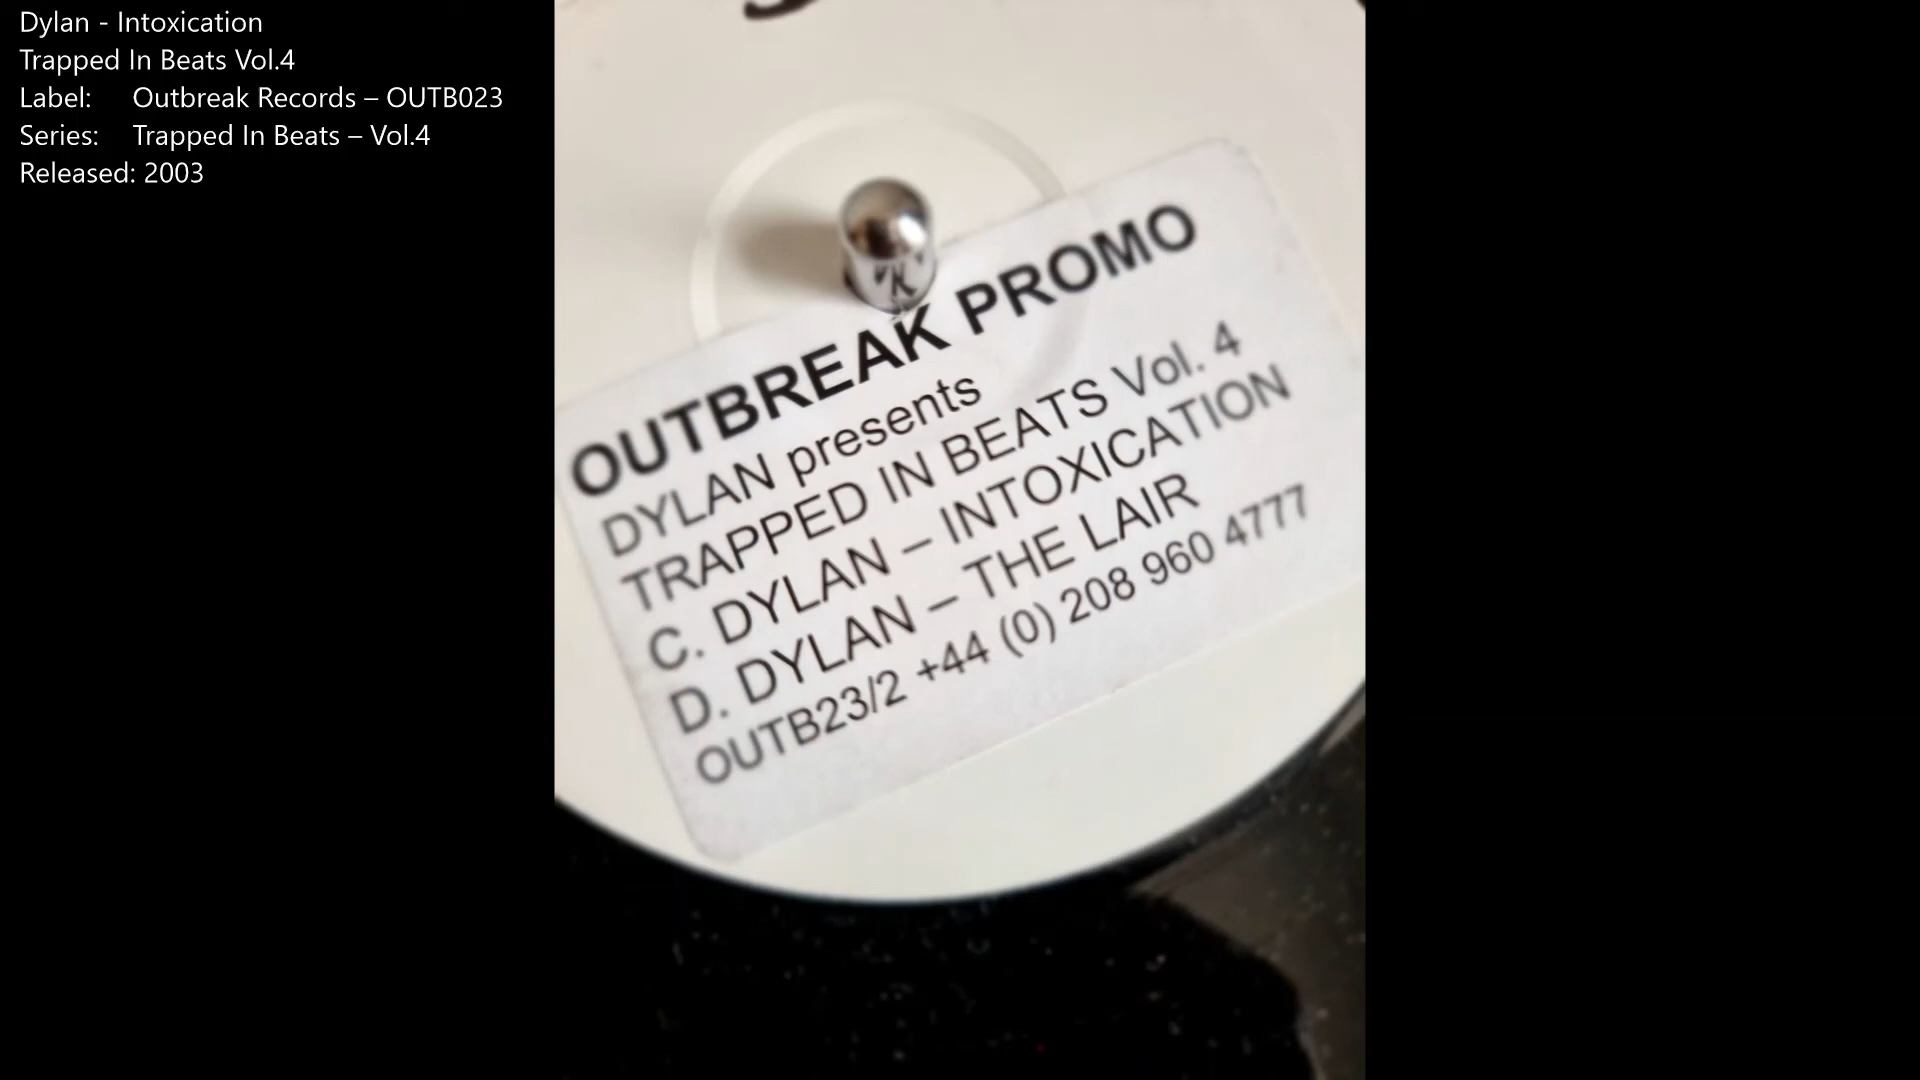 Dylan - Intoxication
Trapped In Beats Vol.4
Label: Outbreak Records – OUTB023
Series: Trapped In Beats – Vol.4
Released: 2003
OUTBREAK PROMO
DYLAN presents
TRAPPED IN BEATS Vol. 4
C. DYLAN – INTOXICATION
D. DYLAN – THE LAIR
OUTB23/2 +44 (0) 208 960 4777